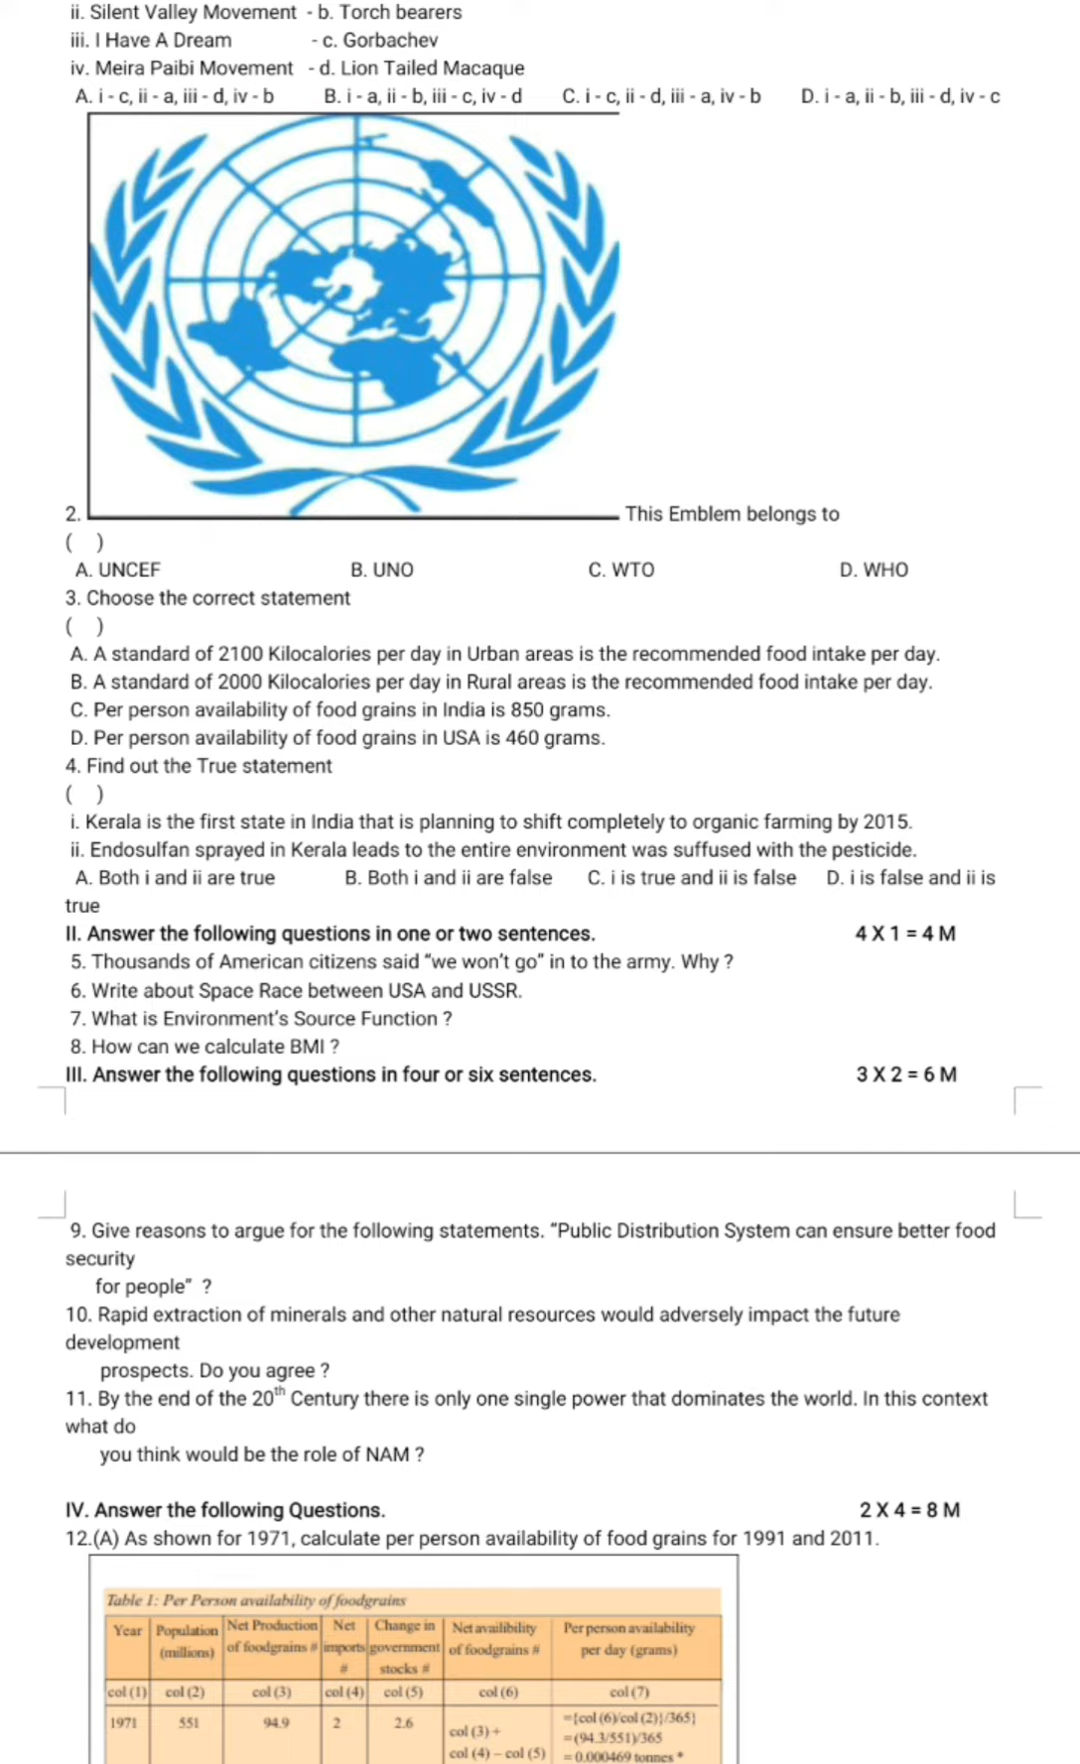 ii. Silent Valley Movement - b. Torch bearers
iii. I Have A Dream - c. Gorbachev
iv. Meira Paibi Movement - d. Lion Tailed Macaque
A. i - c, ii - a, iii - d, iv - b B. i - a, ii - b, iii - c, iv - d C. i - c, ii - d, iii - a, iv - b D. i - a, ii - b, iii - d, iv - c
2. This Emblem belongs to
( )
A. UNCEF B. UNO C. WTO D. WHO
3. Choose the correct statement
( )
A. A standard of 2100 Kilocalories per day in Urban areas is the recommended food intake per day.
B. A standard of 2000 Kilocalories per day in Rural areas is the recommended food intake per day.
C. Per person availability of food grains in India is 850 grams.
D. Per person availability of food grains in USA is 460 grams.
4. Find out the True statement
( )
i. Kerala is the first state in India that is planning to shift completely to organic farming by 2015.
ii. Endosulfan sprayed in Kerala leads to the entire environment was suffused with the pesticide.
A. Both i and ii are true B. Both i and ii are false C. i is true and ii is false D. i is false and ii is
true
II. Answer the following questions in one or two sentences. 4 X 1 = 4 M
5. Thousands of American citizens said “we won’t go” in to the army. Why ?
6. Write about Space Race between USA and USSR.
7. What is Environment’s Source Function ?
8. How can we calculate BMI ?
III. Answer the following questions in four or six sentences. 3 X 2 = 6 M
9. Give reasons to argue for the following statements. “Public Distribution System can ensure better food
security
for people” ?
10. Rapid extraction of minerals and other natural resources would adversely impact the future
development
prospects. Do you agree ?
11. By the end of the 20th Century there is only one single power that dominates the world. In this context
what do
you think would be the role of NAM ?
IV. Answer the following Questions. 2 X 4 = 8 M
12.(A) As shown for 1971, calculate per person availability of food grains for 1991 and 2011.
Table 1: Per Person availability of foodgrains
Year Population Net Production Net Change in Net availibility Per person availability
(millions) of foodgrains # imports government of foodgrains # per day (grams)
# stocks #
col (1) col (2) col (3) col (4) col (5) col (6) col (7)
1971 551 94.9 2 2.6 ={col (6)/col (2)}/365}
col (3) + =(94.3/551)/365
col (4) – col (5) = 0.000469 tonnes *